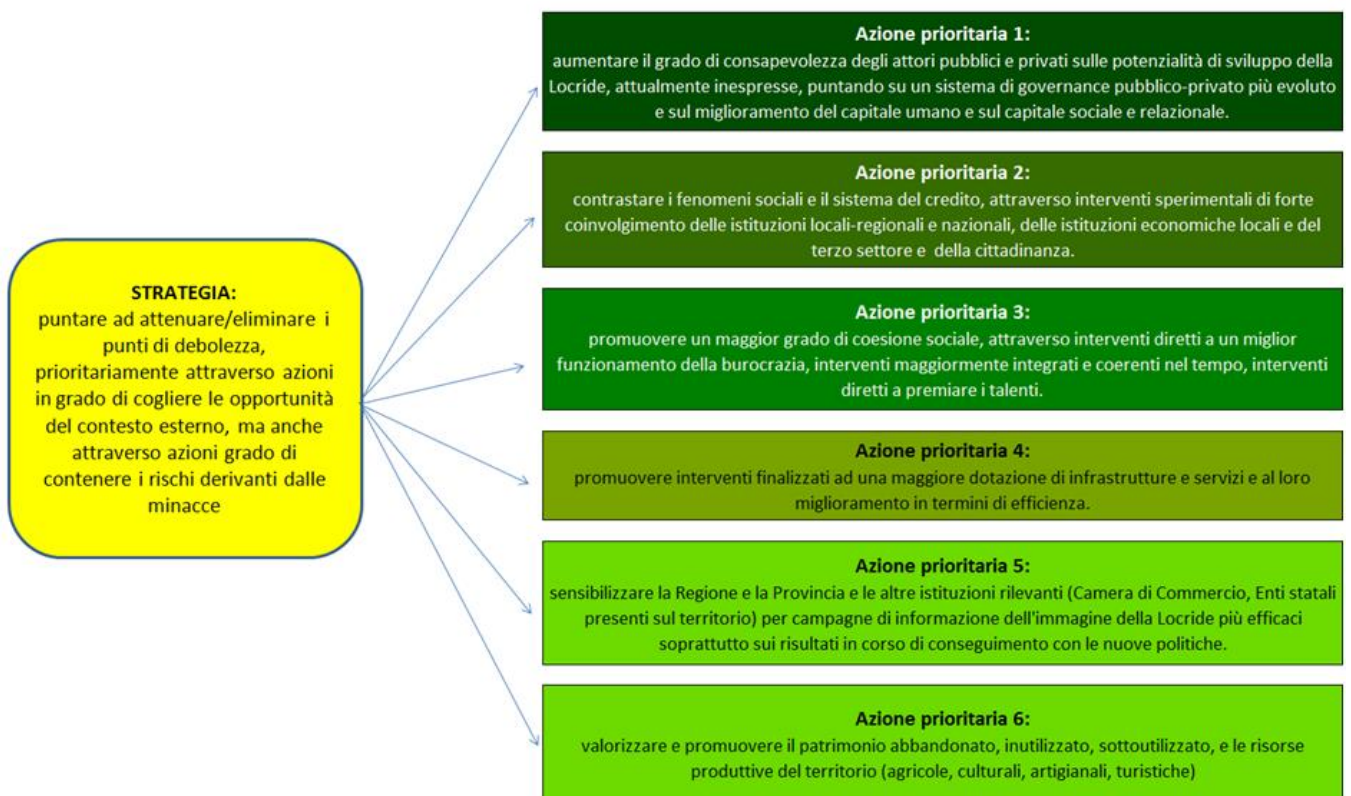 STRATEGIA:
puntare ad attenuare/eliminare i
punti di debolezza,
prioritariamente attraverso azioni
in grado di cogliere le opportunità
del contesto esterno, ma anche
attraverso azioni grado di
contenere i rischi derivanti dalle
minacce
Azione prioritaria 1:
aumentare il grado di consapevolezza degli attori pubblici e privati sulle potenzialità di sviluppo della
Locride, attualmente inespresse, puntando su un sistema di governance pubblico-privato più evoluto
e sul miglioramento del capitale umano e sul capitale sociale e relazionale.
Azione prioritaria 2:
contrastare i fenomeni sociali e il sistema del credito, attraverso interventi sperimentali di forte
coinvolgimento delle istituzioni locali-regionali e nazionali, delle istituzioni economiche locali e del
terzo settore e della cittadinanza.
Azione prioritaria 3:
promuovere un maggior grado di coesione sociale, attraverso interventi diretti a un miglior
funzionamento della burocrazia, interventi maggiormente integrati e coerenti nel tempo, interventi
diretti a premiare i talenti.
Azione prioritaria 4:
promuovere interventi finalizzati ad una maggiore dotazione di infrastrutture e servizi e al loro
miglioramento in termini di efficienza.
Azione prioritaria 5:
sensibilizzare la Regione e la Provincia e le altre istituzioni rilevanti (Camera di Commercio, Enti statali
presenti sul territorio) per campagne di informazione dell'immagine della Locride più efficaci
soprattutto sui risultati in corso di conseguimento con le nuove politiche.
Azione prioritaria 6:
valorizzare e promuovere il patrimonio abbandonato, inutilizzato, sottoutilizzato, e le risorse
produttive del territorio (agricole, culturali, artigianali, turistiche)